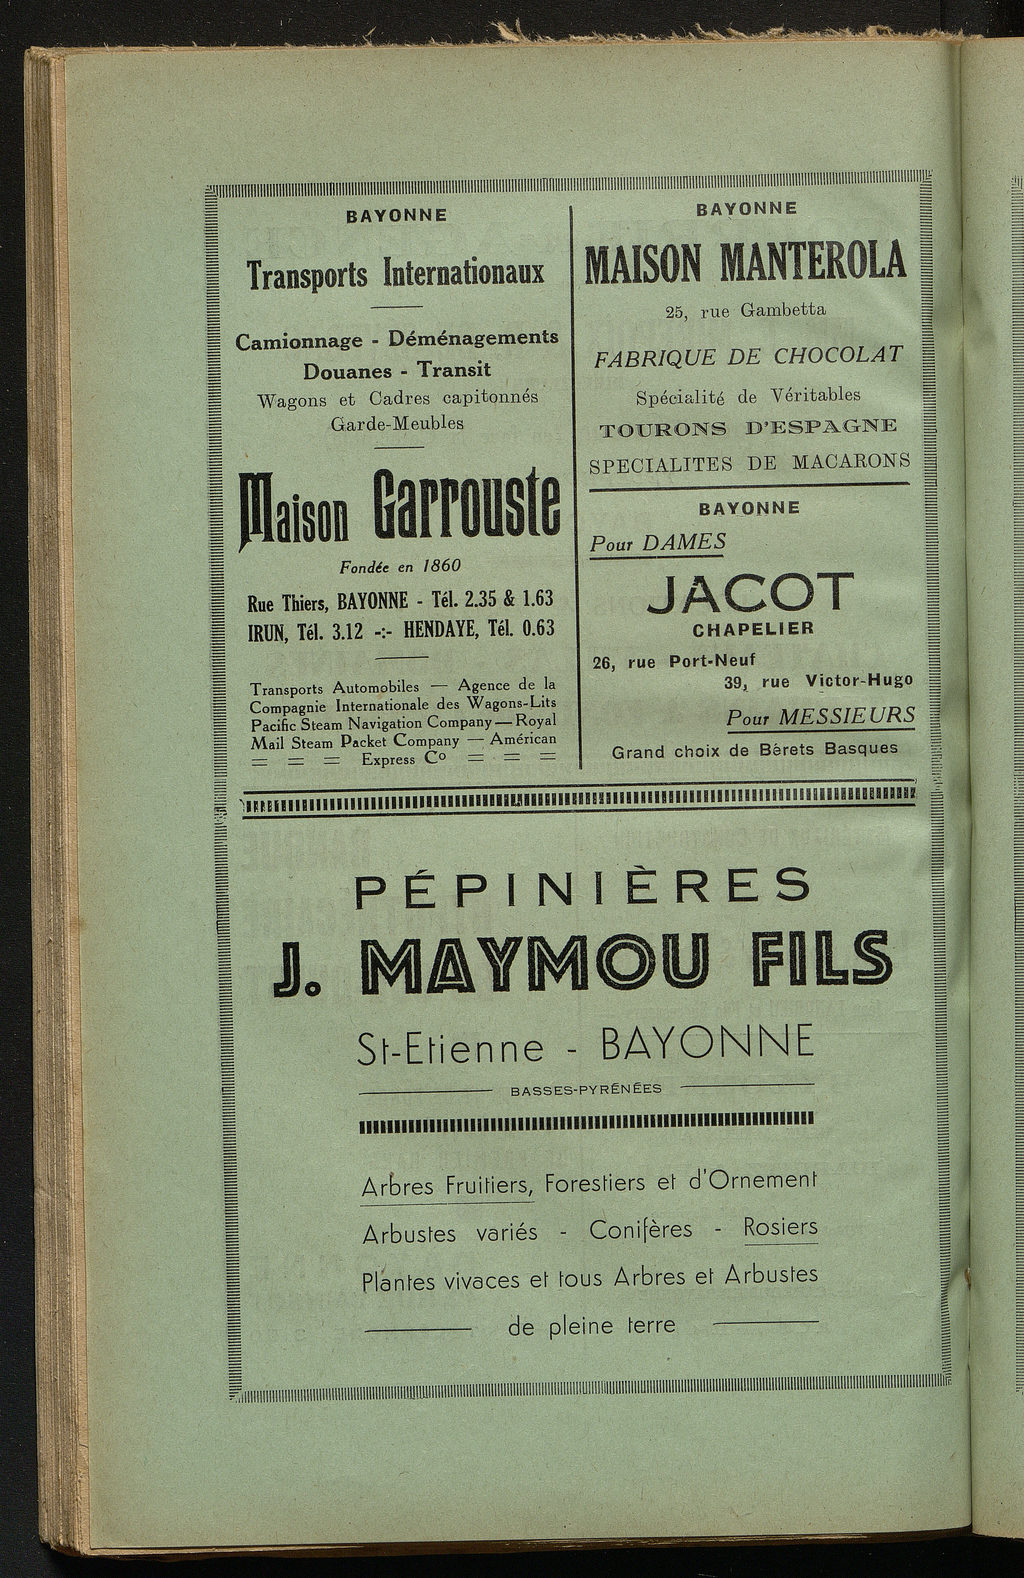 BAYONNE
Transports Internationaux
Camionnage - Déménagements
Douanes - Transit
Wagons et Cadres capitonnés
Garde-Meubles
Maison Garrouste
Fondée en 1860
Rue Thiers, BAYONNE - Tél. 2.35 & 1.63
IRUN, Tél. 3.12 -:- HENDAYE, Tél. 0.63
Transports Automobiles — Agence de la
Compagnie Internationale des Wagons-Lits
Pacific Steam Navigation Company — Royal
Mail Steam Packet Company — Américan
= = = Express Co = = =
BAYONNE
MAISON MANTEROLA
25, rue Gambetta
FABRIQUE DE CHOCOLAT
Spécialité de Véritables
TOURONS D'ESPAGNE
SPECIALITES DE MACARONS
BAYONNE
Pour DAMES
JACOT
CHAPELIER
26, rue Port-Neuf
39, rue Victor-Hugo
Pour MESSIEURS
Grand choix de Bérets Basques
PÉPINIÈRES
J. MAYMOU FILS
St-Etienne - BAYONNE
BASSES-PYRÉNÉES
Arbres Fruitiers, Forestiers et d'Ornement
Arbustes variés - Conifères - Rosiers
Plantes vivaces et tous Arbres et Arbustes
de pleine terre